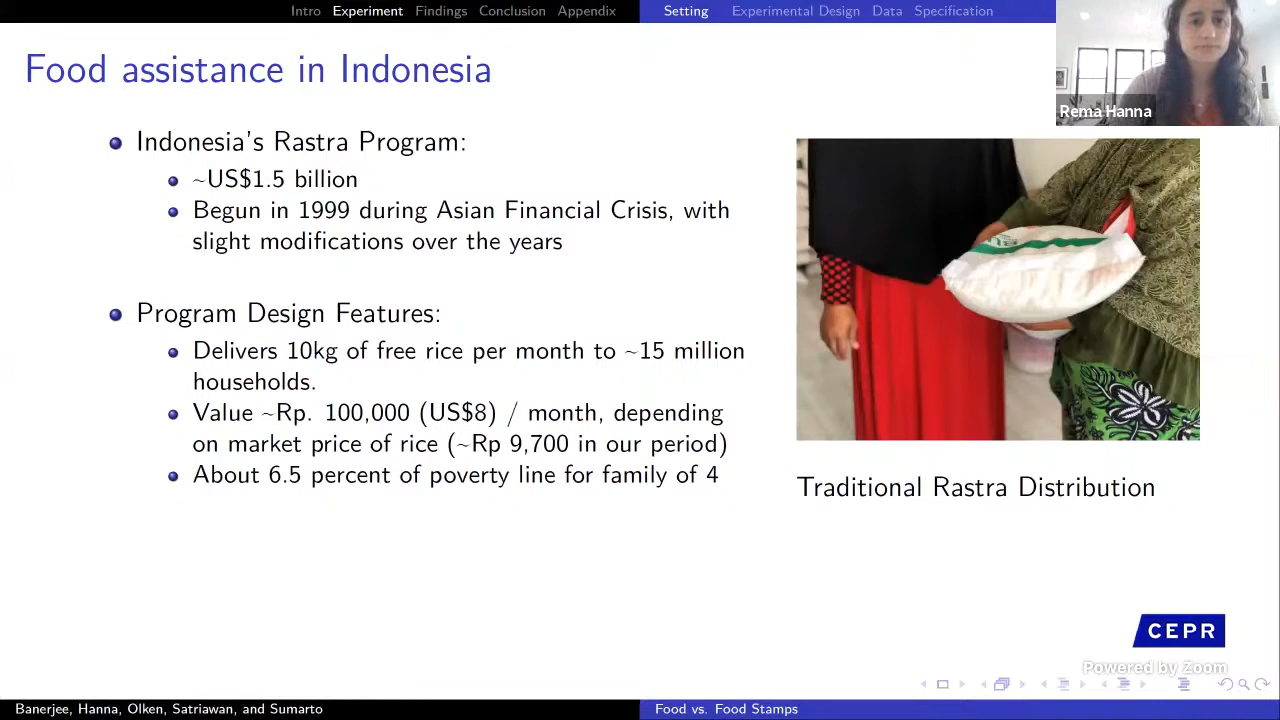 Intro Experiment Findings Conclusion Appendix
Setting Experimental Design Data Specification
Food assistance in Indonesia
Rema Hanna
Indonesia's Rastra Program:
~US$1.5 billion
Begun in 1999 during Asian Financial Crisis, with
slight modifications over the years
Program Design Features:
Delivers 10kg of free rice per month to ~15 million
households.
Value ~Rp. 100,000 (US$8) / month, depending
on market price of rice (~Rp 9,700 in our period)
About 6.5 percent of poverty line for family of 4
Traditional Rastra Distribution
CEPR
Powered by Zoom
Banerjee, Hanna, Olken, Satriawan, and Sumarto
Food vs. Food Stamps